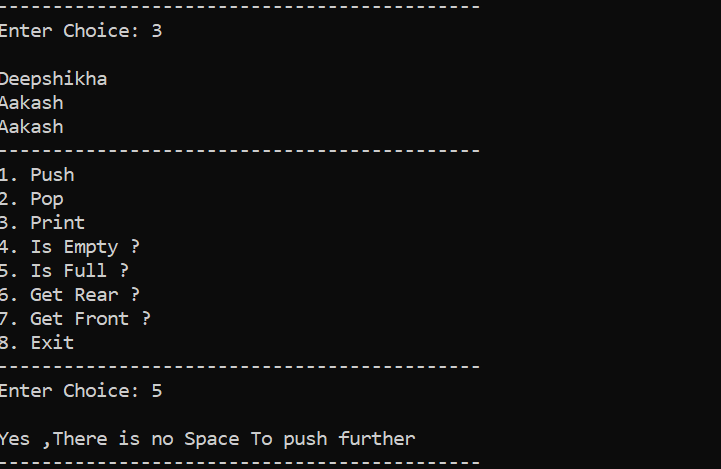 --------------------------------------------
Enter Choice: 3
Deepshikha
Aakash
Aakash
--------------------------------------------
1. Push
2. Pop
3. Print
4. Is Empty ?
5. Is Full ?
6. Get Rear ?
7. Get Front ?
8. Exit
--------------------------------------------
Enter Choice: 5
Yes ,There is no Space To push further
--------------------------------------------